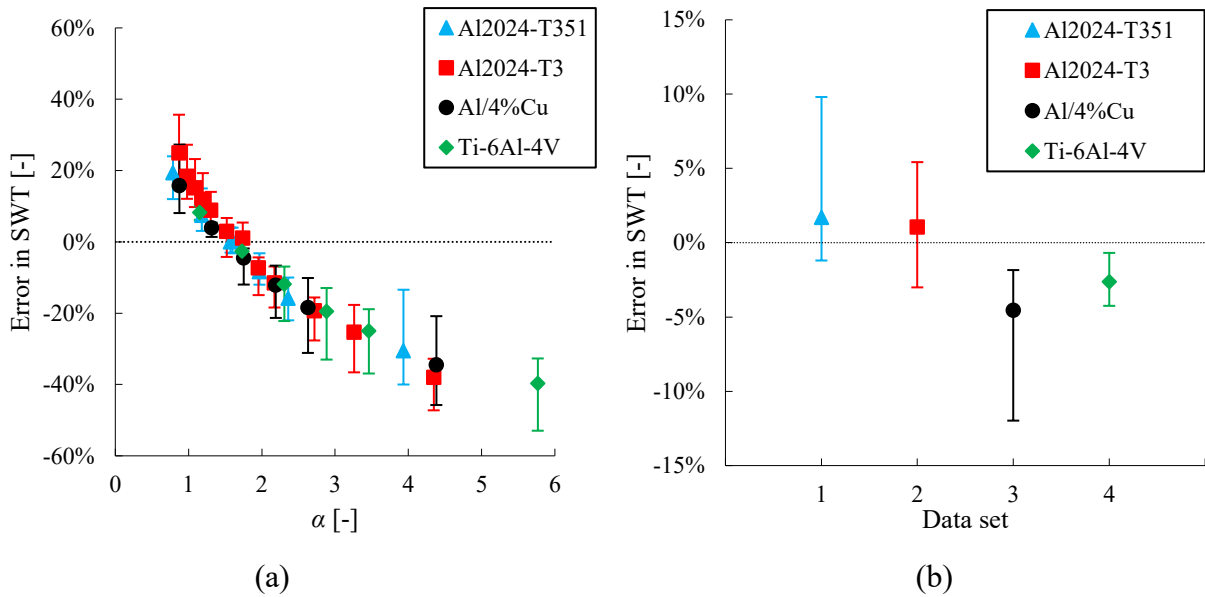 60%
40%
20%
0%
-20%
-40%
-60%
Error in SWT [-]
0 1 2 3 4 5 6
α [-]
Al2024-T351
Al2024-T3
Al/4%Cu
Ti-6Al-4V
(a)
15%
10%
5%
0%
-5%
-10%
-15%
Error in SWT [-]
1 2 3 4
Data set
Al2024-T351
Al2024-T3
Al/4%Cu
Ti-6Al-4V
(b)